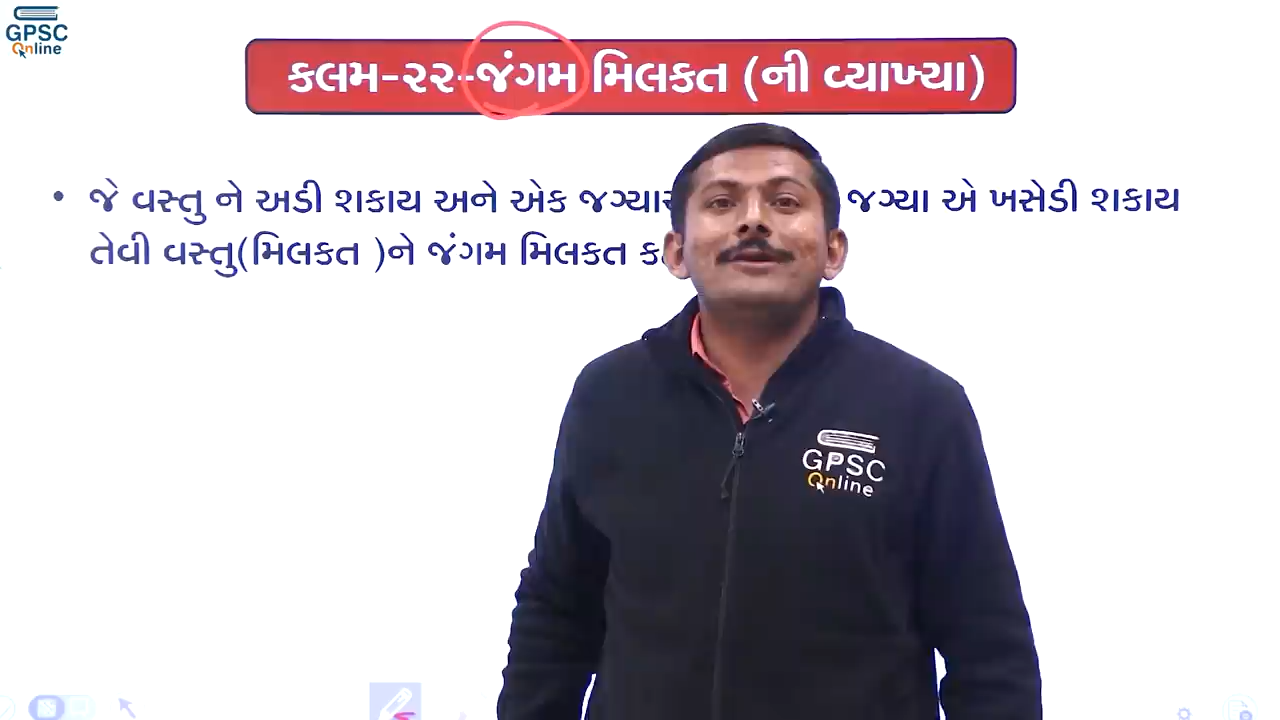 GPSC
Online
કલમ-૨૨-જંગમ મિલકત (ની વ્યાખ્યા)
• જે વસ્તુ ને અડી શકાય અને એક જગ્યા જગ્યા એ ખસેડી શકાય
તેવી વસ્તુ(મિલકત )ને જંગમ મિલકત
GPSC
Online